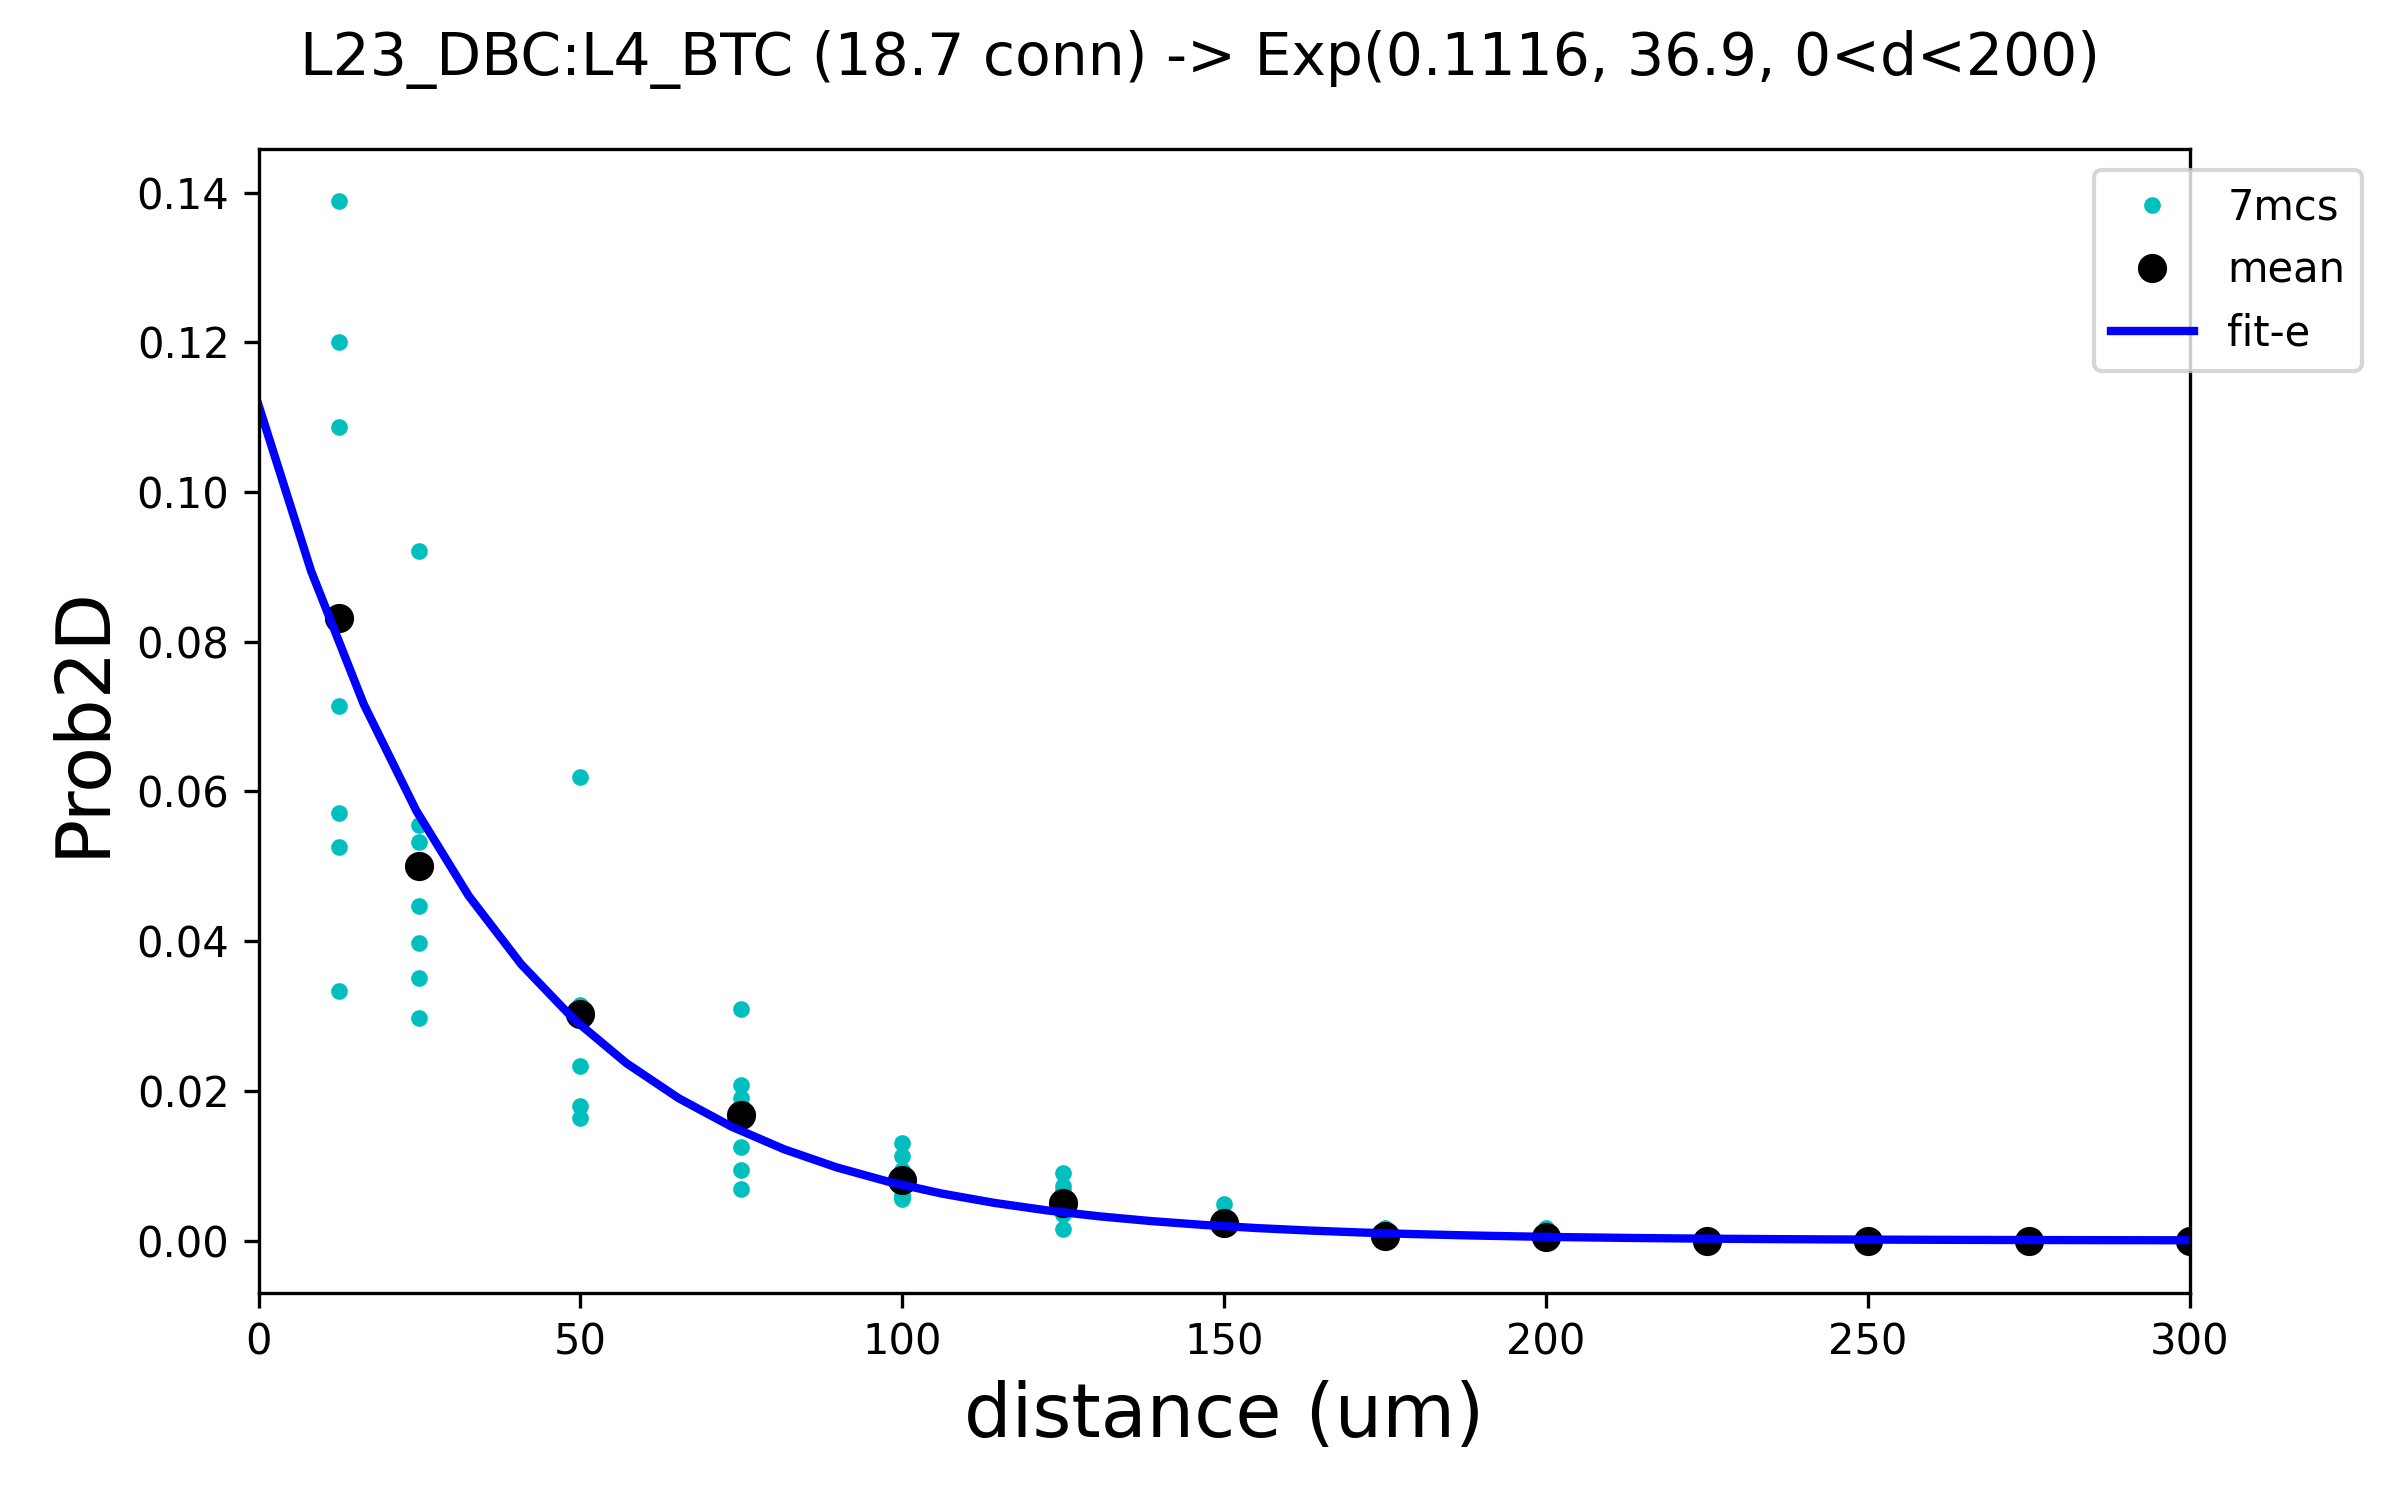 L23_DBC:L4_BTC (18.7 conn) -> Exp(0.1116, 36.9, 0<d<200)
0.14
0.12
0.10
0.08
0.06
0.04
0.02
0.00
Prob2D
7mcs
mean
fit-e
0 50 100 150 200 250 300
distance (um)